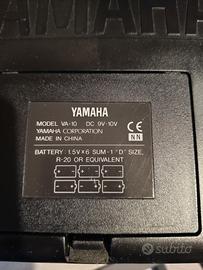 YAMAHA
YAMAHA
MODEL VA-10 DC 9V-10V
YAMAHA CORPORATION
MADE IN CHINA
CE
NN
BATTERY: 1.5V×6 SUM-1 "D" SIZE,
R-20 OR EQUIVALENT
subito